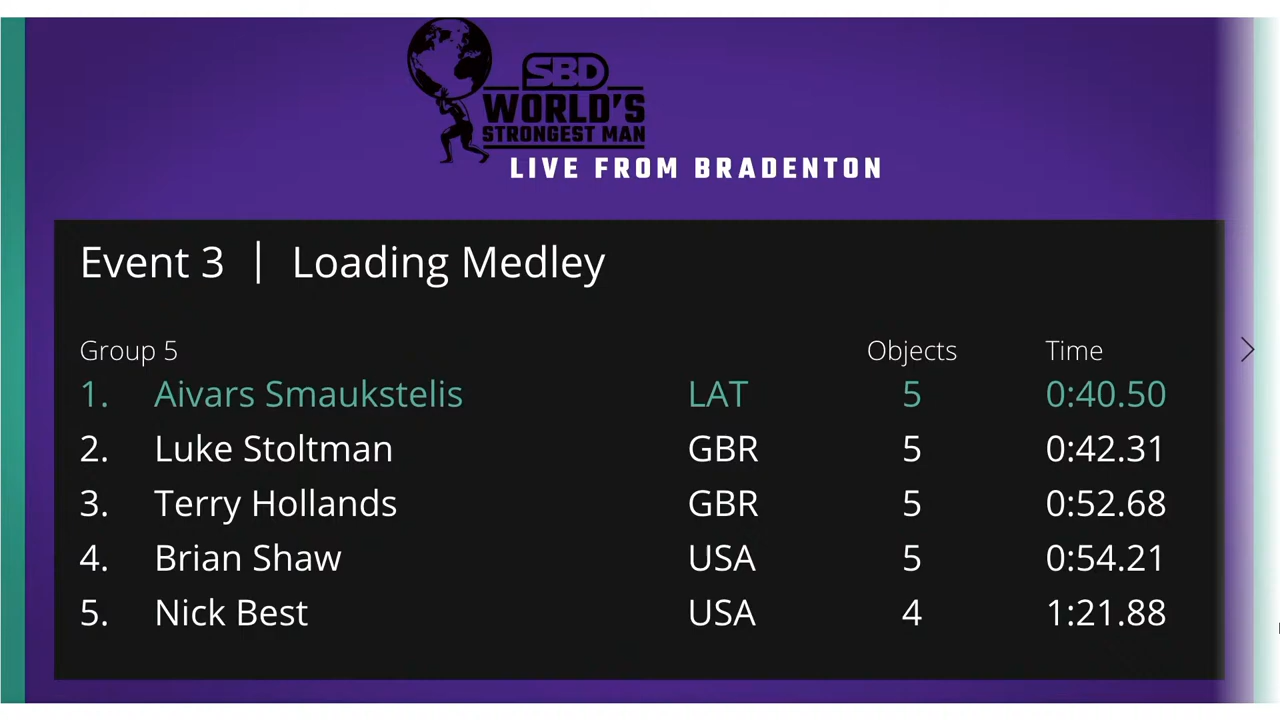 SBD
WORLD'S
STRONGEST MAN
LIVE FROM BRADENTON
Event 3 | Loading Medley
Group 5 Objects Time
1. Aivars Smaukstelis LAT 5 0:40.50
2. Luke Stoltman GBR 5 0:42.31
3. Terry Hollands GBR 5 0:52.68
4. Brian Shaw USA 5 0:54.21
5. Nick Best USA 4 1:21.88